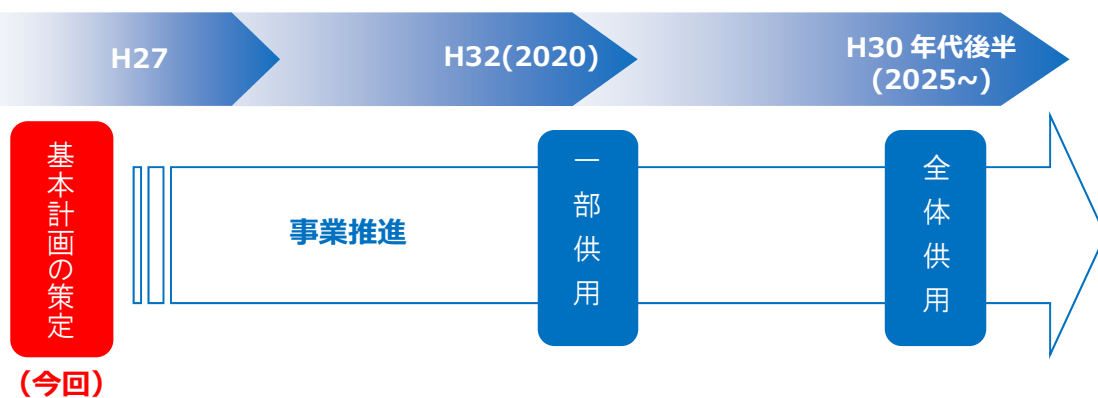 H27
H32(2020)
H30 年代後半
(2025~)
基本計画の策定
(今回)
事業推進
一部供用
全体供用